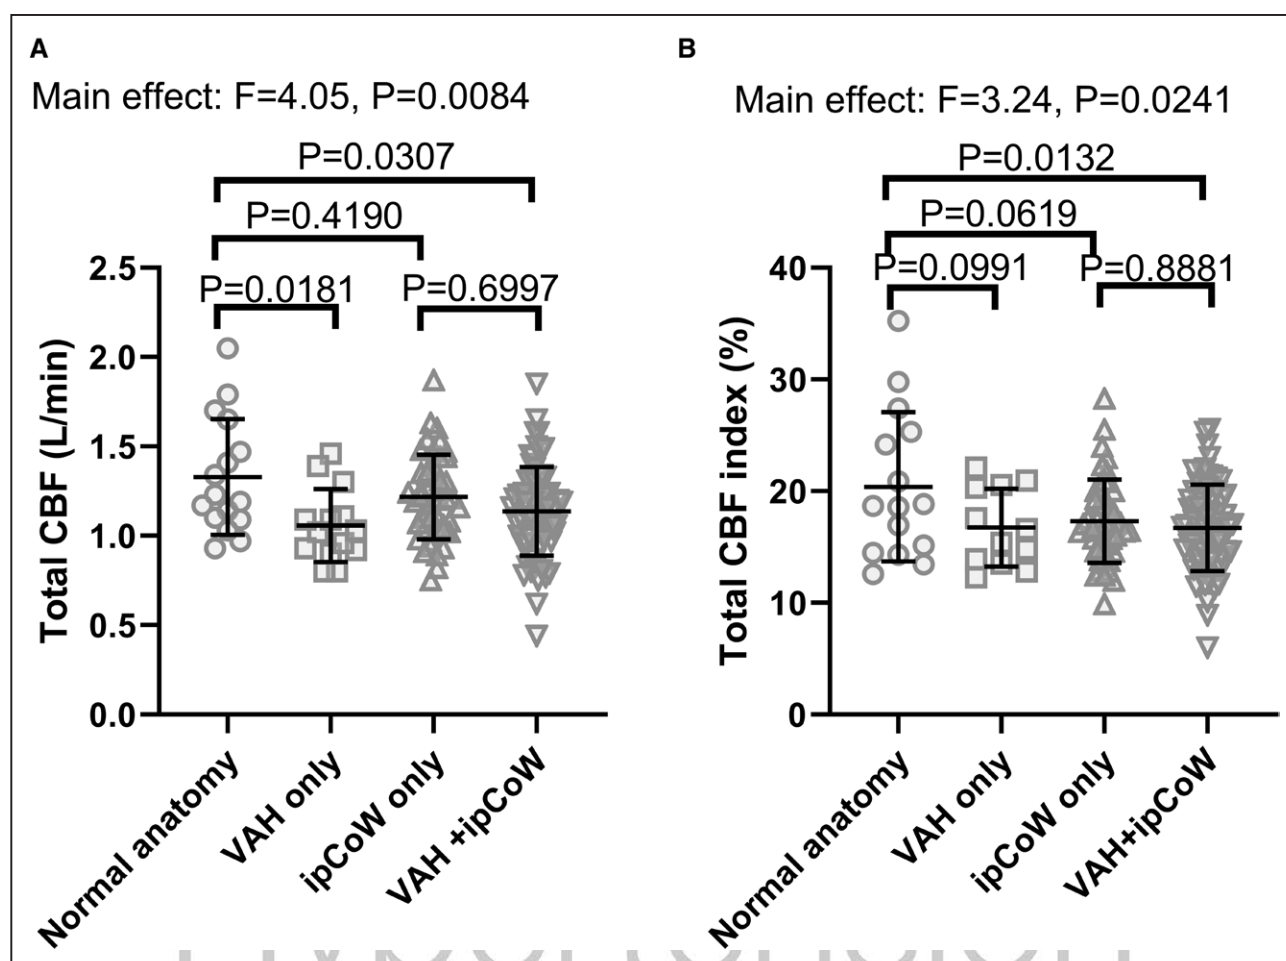 A
Main effect: F=4.05, P=0.0084
P=0.0307
P=0.4190
P=0.0181
P=0.6997
Total CBF (L/min)
2.5
2.0
1.5
1.0
0.5
0.0
Normal anatomy
VAH only
ipCoW only
VAH +ipCoW
B
Main effect: F=3.24, P=0.0241
P=0.0132
P=0.0619
P=0.0991
P=0.8881
Total CBF index (%)
40
30
20
10
0
Normal anatomy
VAH only
ipCoW only
VAH+ipCoW